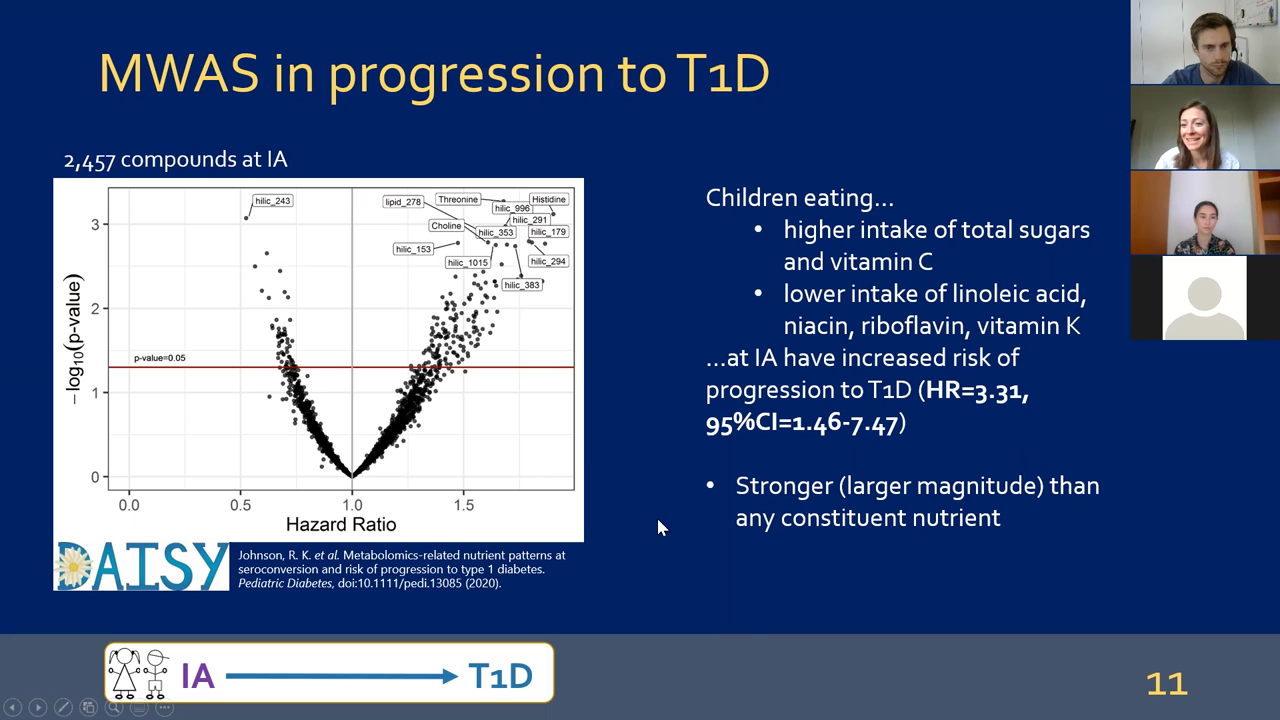 MWAS in progression to T1D
2,457 compounds at IA
hilic_243
lipid_278
Threonine
Histidine
hilic_996
hilic_291
Choline
hilic_353
hilic_179
hilic_153
hilic_1015
hilic_294
hilic_383
p-value=0.05
−log10(p-value)
3
2
1
0
0.0
0.5
1.0
1.5
Hazard Ratio
Children eating...
• higher intake of total sugars
and vitamin C
• lower intake of linoleic acid,
niacin, riboflavin, vitamin K
...at IA have increased risk of
progression to T1D (HR=3.31,
95%CI=1.46-7.47)
• Stronger (larger magnitude) than
any constituent nutrient
DAISY
Johnson, R. K. et al. Metabolomics-related nutrient patterns at
seroconversion and risk of progression to type 1 diabetes.
Pediatric Diabetes, doi:10.1111/pedi.13085 (2020).
IA
T1D
11